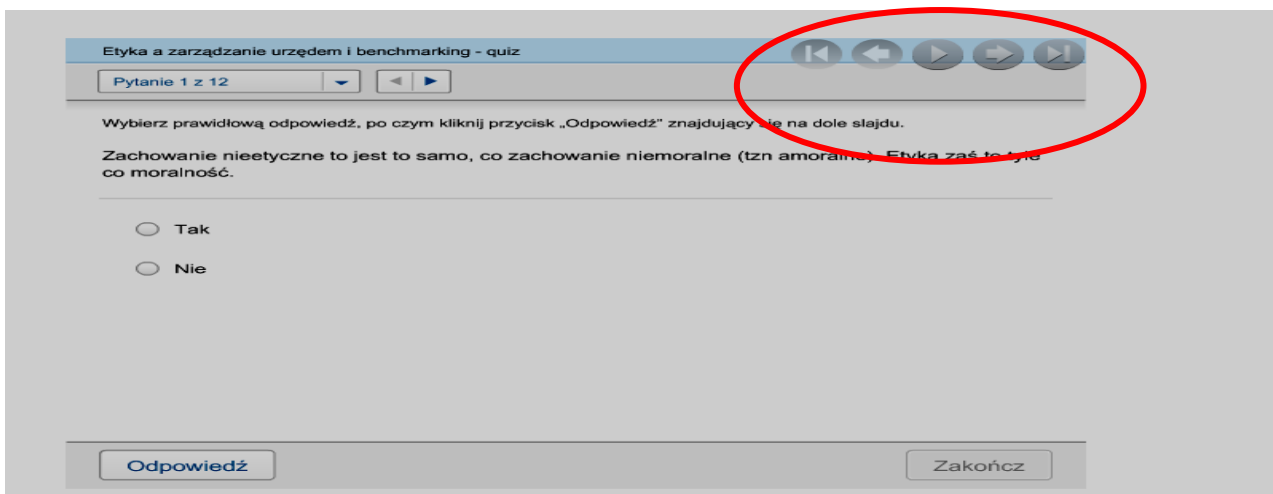 Etyka a zarządzanie urzędem i benchmarking - quiz
Pytanie 1 z 12
Wybierz prawidłową odpowiedź, po czym kliknij przycisk „Odpowiedź” znajdujący się na dole slajdu.
Zachowanie nieetyczne to jest to samo, co zachowanie niemoralne (tzn amoralne). Etyka zaś to tyle
co moralność.
Tak
Nie
Odpowiedź
Zakończ